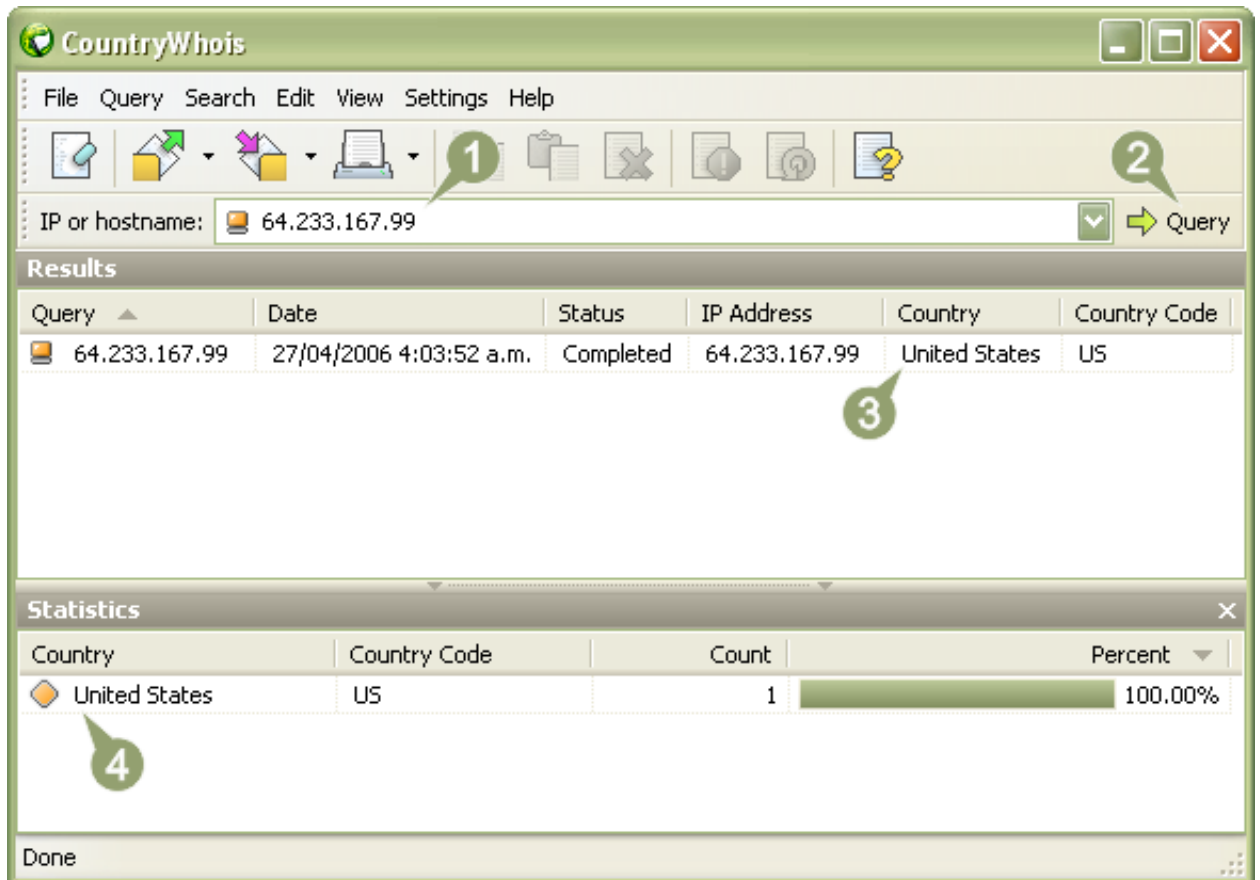 CountryWhois
File Query Search Edit View Settings Help
1 2
IP or hostname: 64.233.167.99 Query
Results
Query Date Status IP Address Country Country Code
64.233.167.99 27/04/2006 4:03:52 a.m. Completed 64.233.167.99 United States US
3
Statistics
Country Country Code Count Percent
United States US 1 100.00%
4
Done